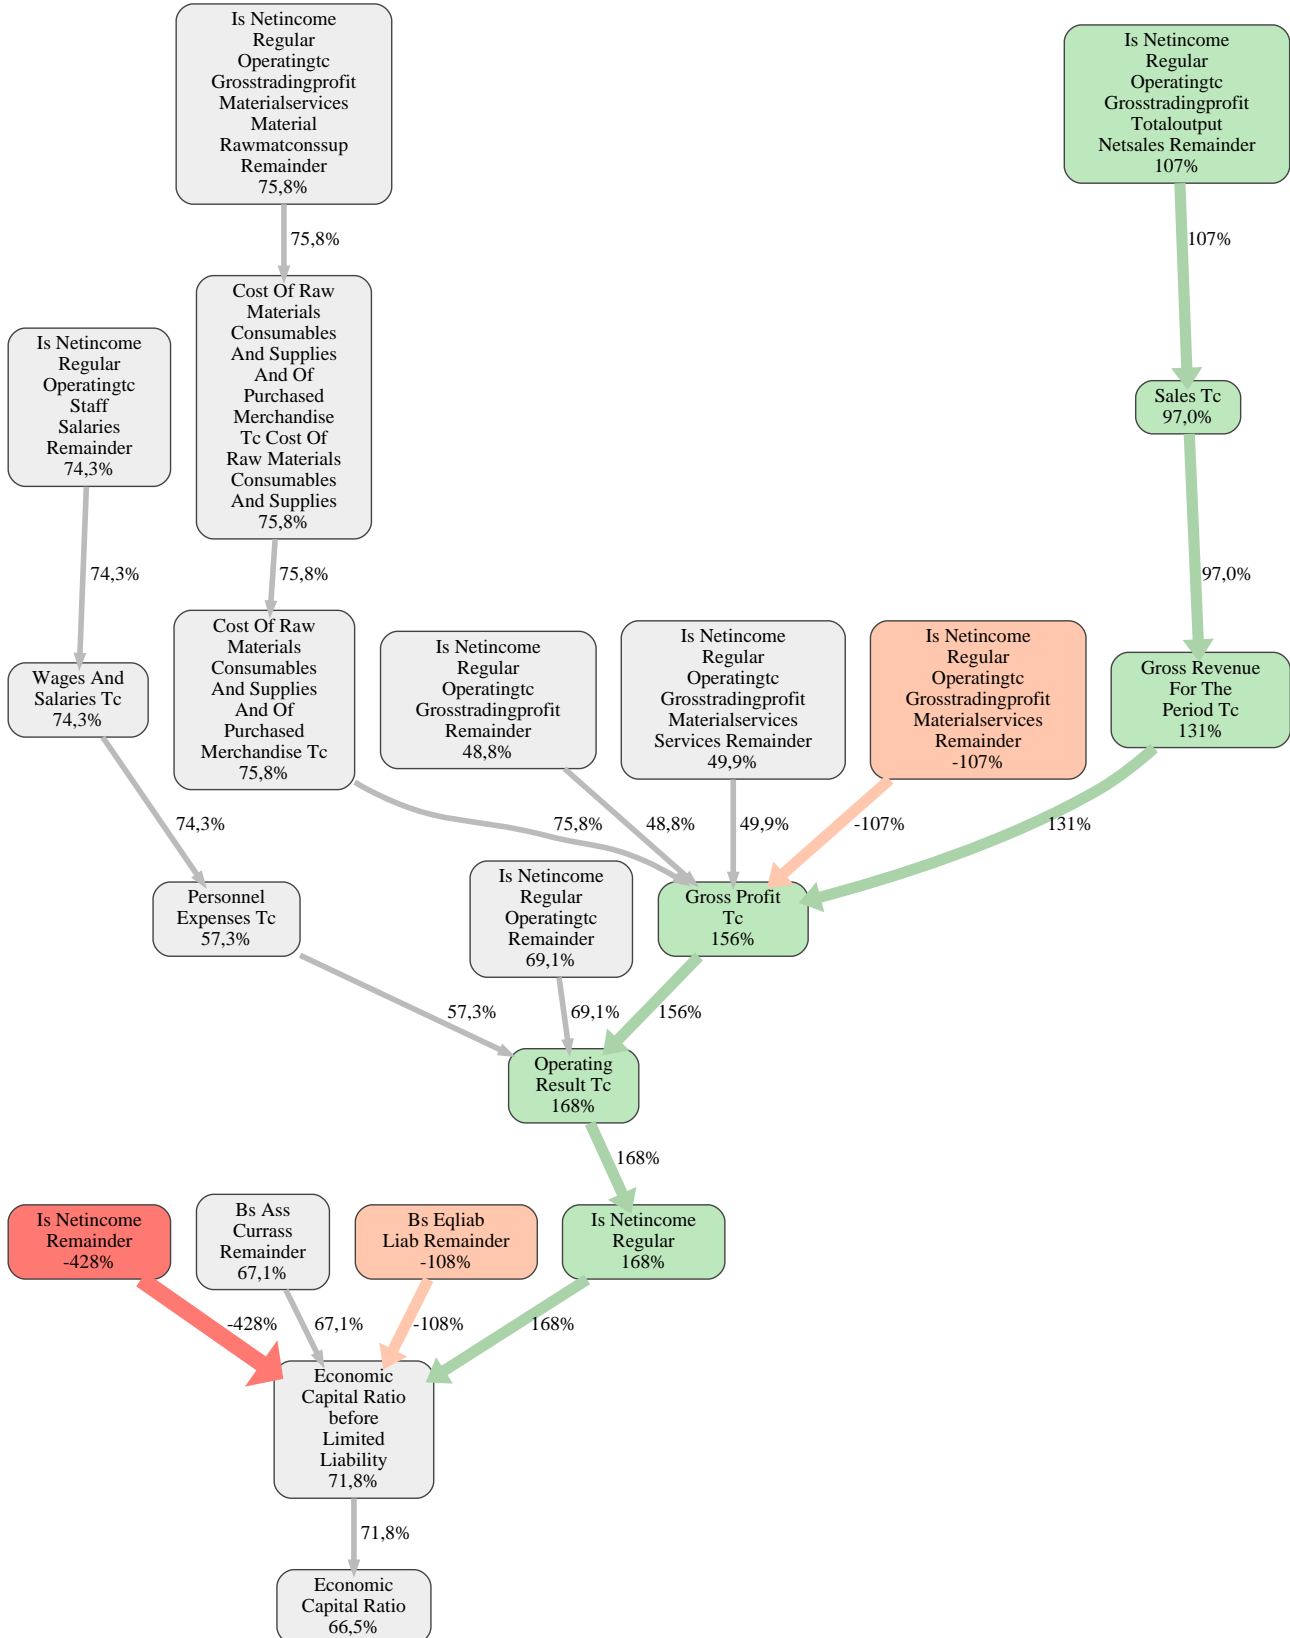 Is Netincome
Regular
Operatingtc
Grosstradingprofit
Materialservices
Material
Rawmatconssup
Remainder
75,8%
Is Netincome
Regular
Operatingtc
Grosstradingprofit
Totaloutput
Netsales Remainder
107%
75,8%
107%
Cost Of Raw
Materials
Consumables
And Supplies
And Of
Purchased
Merchandise
Tc Cost Of
Raw Materials
Consumables
And Supplies
75,8%
Is Netincome
Regular
Operatingtc
Staff
Salaries
Remainder
74,3%
Sales Tc
97,0%
74,3%
75,8%
97,0%
Wages And
Salaries Tc
74,3%
Cost Of Raw
Materials
Consumables
And Supplies
And Of
Purchased
Merchandise Tc
75,8%
Is Netincome
Regular
Operatingtc
Grosstradingprofit
Remainder
48,8%
Is Netincome
Regular
Operatingtc
Grosstradingprofit
Materialservices
Services Remainder
49,9%
Is Netincome
Regular
Operatingtc
Grosstradingprofit
Materialservices
Remainder
-107%
Gross Revenue
For The
Period Tc
131%
74,3%
75,8%
48,8%
49,9%
-107%
131%
Personnel
Expenses Tc
57,3%
Is Netincome
Regular
Operatingtc
Remainder
69,1%
Gross Profit
Tc
156%
57,3%
69,1%
156%
Operating
Result Tc
168%
168%
Is Netincome
Remainder
-428%
Bs Ass
Currass
Remainder
67,1%
Bs Eqliab
Liab Remainder
-108%
Is Netincome
Regular
168%
-428%
67,1%
-108%
168%
Economic
Capital Ratio
before
Limited
Liability
71,8%
71,8%
Economic
Capital Ratio
66,5%